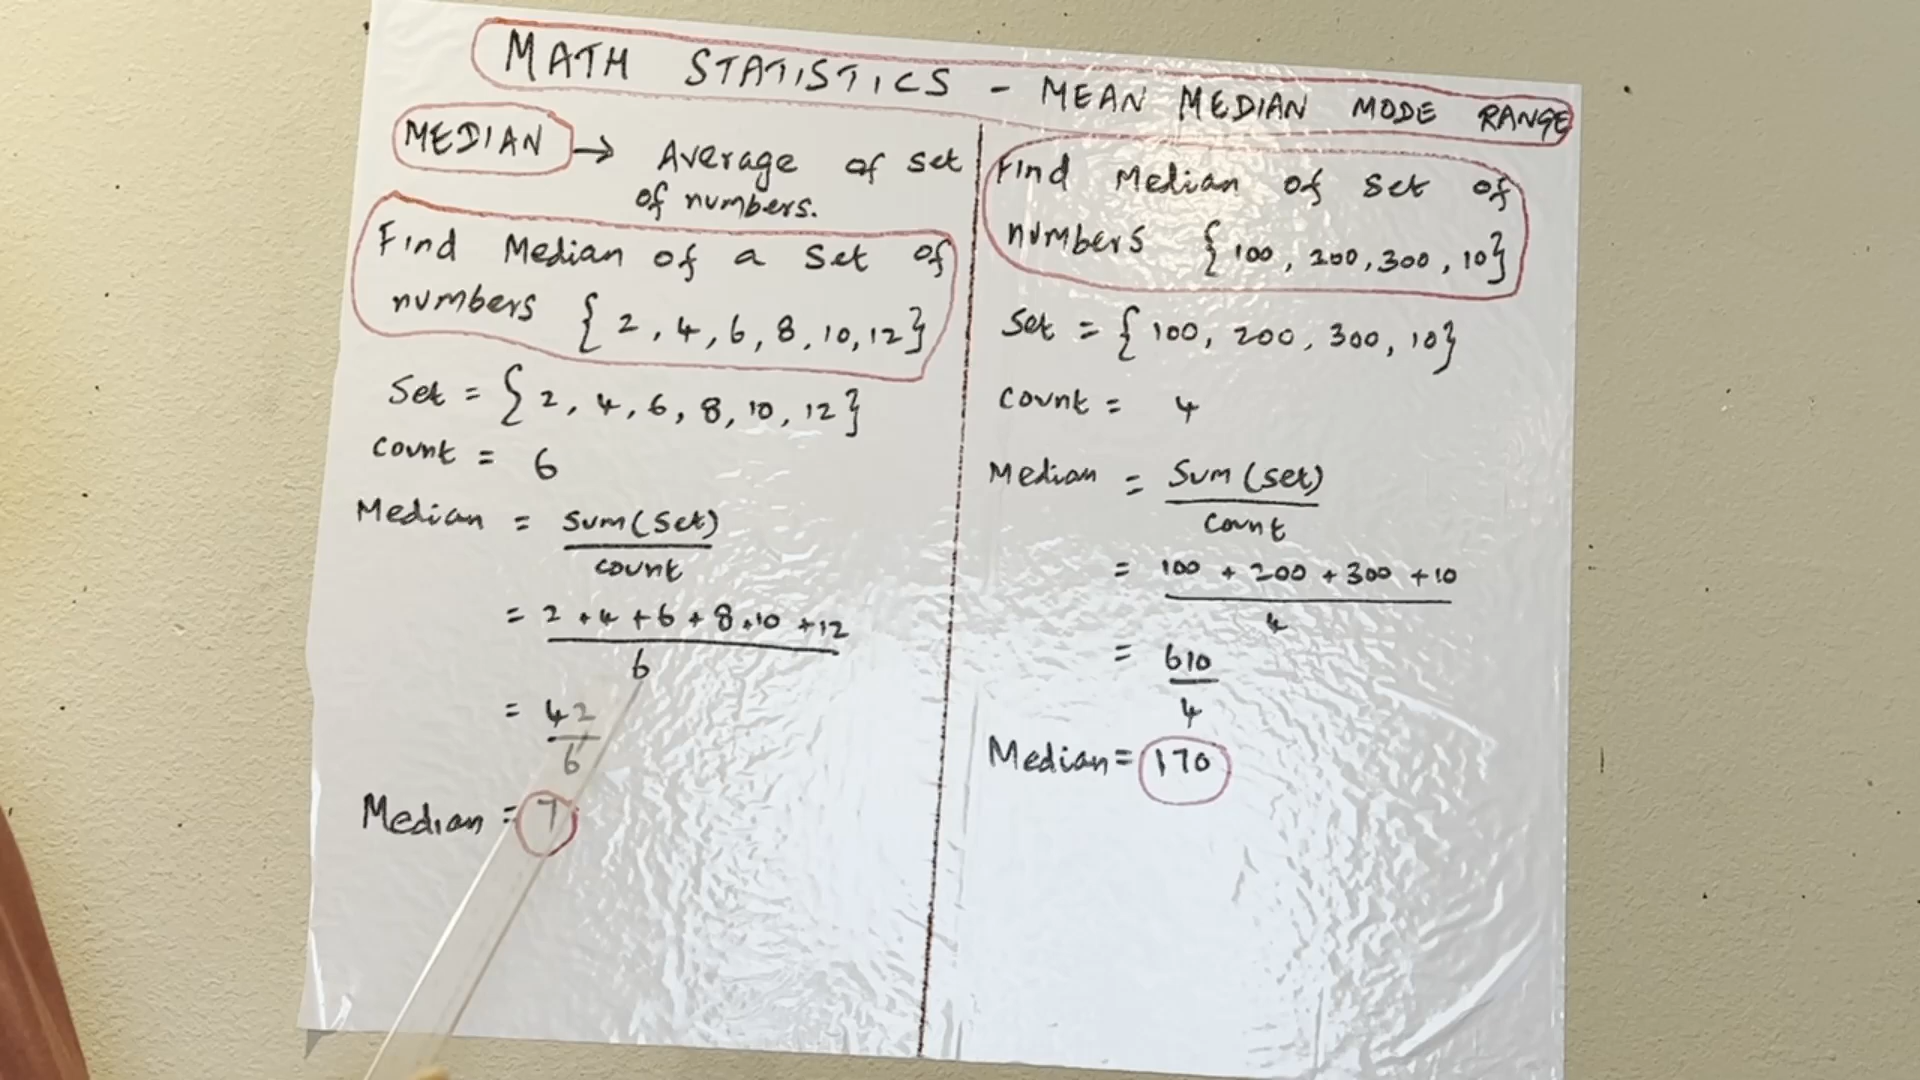 MATH STATISTICS - MEAN MEDIAN MODE RANGE
MEDIAN → Average of set
of numbers.
Find Median of a set of
numbers { 2, 4, 6, 8, 10, 12}
Set = { 2, 4, 6, 8, 10, 12}
count = 6
Median = sum(set)
count
= 2 + 4 + 6 + 8 + 10 + 12
6
= 42
6
Median = 7
Find Median of set of
numbers {100, 200, 300, 10}
Set = {100, 200, 300, 10}
count = 4
Median = Sum (set)
count
= 100 + 200 + 300 + 10
4
= 610
4
Median = 170